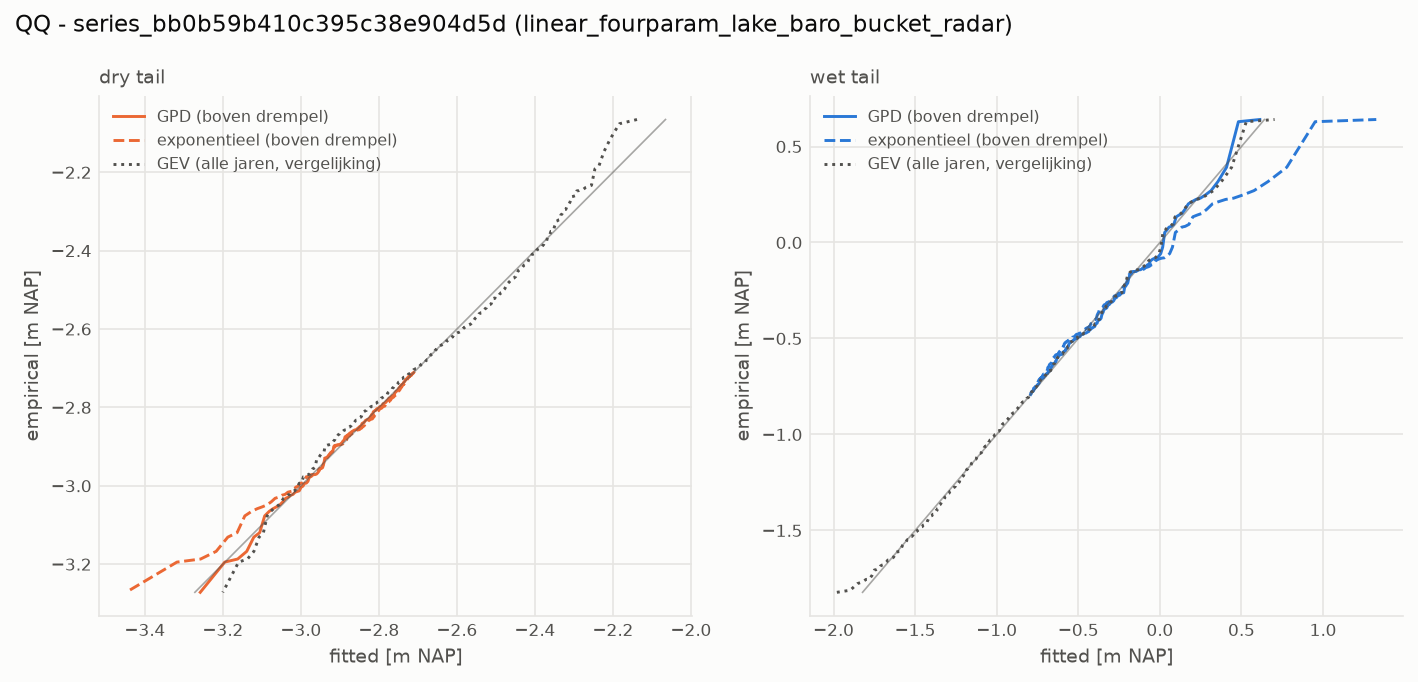 QQ - series_bb0b59b410c395c38e904d5d (linear_fourparam_lake_baro_bucket_radar)
dry tail
GPD (boven drempel)
exponentieel (boven drempel)
GEV (alle jaren, vergelijking)
−2.2
−2.4
−2.6
−2.8
−3.0
−3.2
empirical [m NAP]
−3.4
−3.2
−3.0
−2.8
−2.6
−2.4
−2.2
−2.0
fitted [m NAP]
wet tail
GPD (boven drempel)
exponentieel (boven drempel)
GEV (alle jaren, vergelijking)
0.5
0.0
−0.5
−1.0
−1.5
empirical [m NAP]
−2.0
−1.5
−1.0
−0.5
0.0
0.5
1.0
fitted [m NAP]